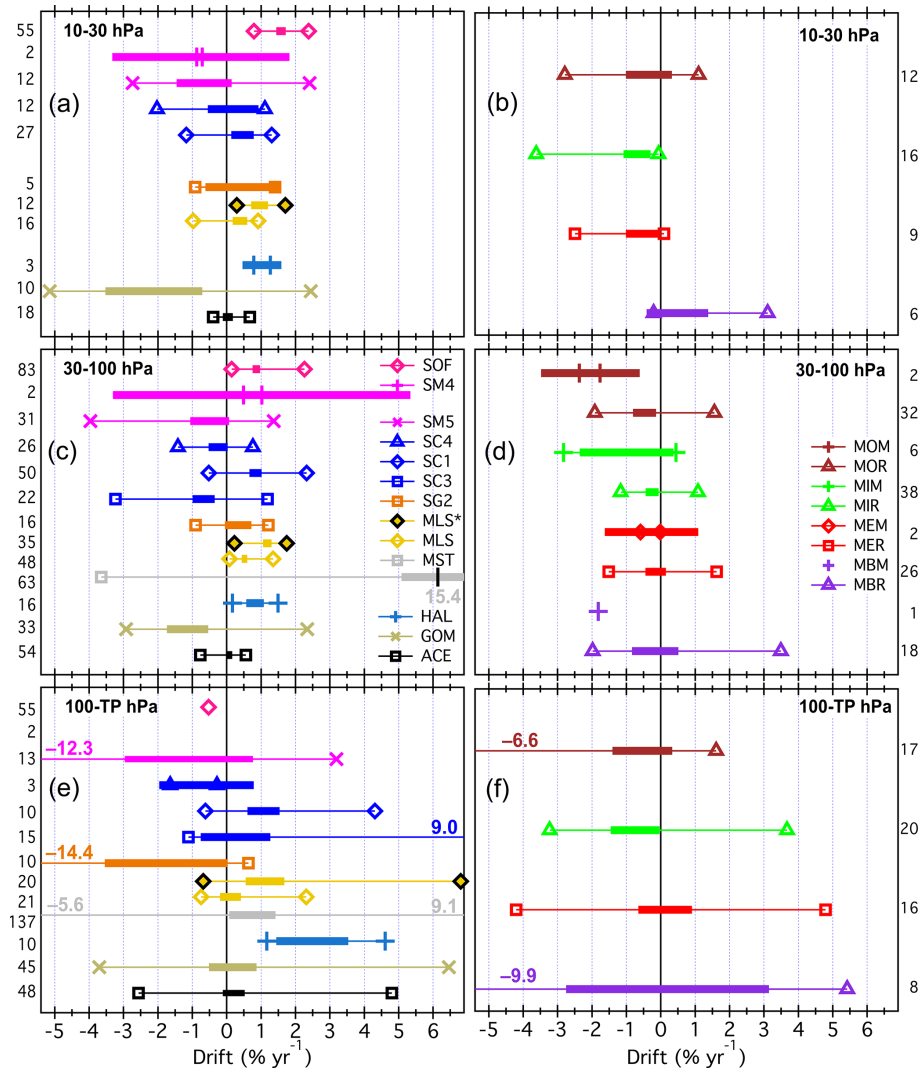 10-30 hPa
(a)
55
2
12
12
27
5
12
16
3
10
18
10-30 hPa
(b)
12
16
9
6
30-100 hPa
(c)
83
2
31
26
50
22
16
35
48
63
16
33
54
15.4
SOF
SM4
SM5
SC4
SC1
SC3
SG2
MLS*
MLS
MST
HAL
GOM
ACE
30-100 hPa
(d)
2
32
6
38
2
26
1
18
MOM
MOR
MIM
MIR
MEM
MER
MBM
MBR
100-TP hPa
(e)
55
2
13
3
10
15
10
20
21
137
10
45
48
−12.3
9.0
−14.4
−5.6
9.1
-5 -4 -3 -2 -1 0 1 2 3 4 5 6
Drift (% yr-1)
100-TP hPa
(f)
17
20
16
8
−6.6
−9.9
-5 -4 -3 -2 -1 0 1 2 3 4 5 6
Drift (% yr-1)